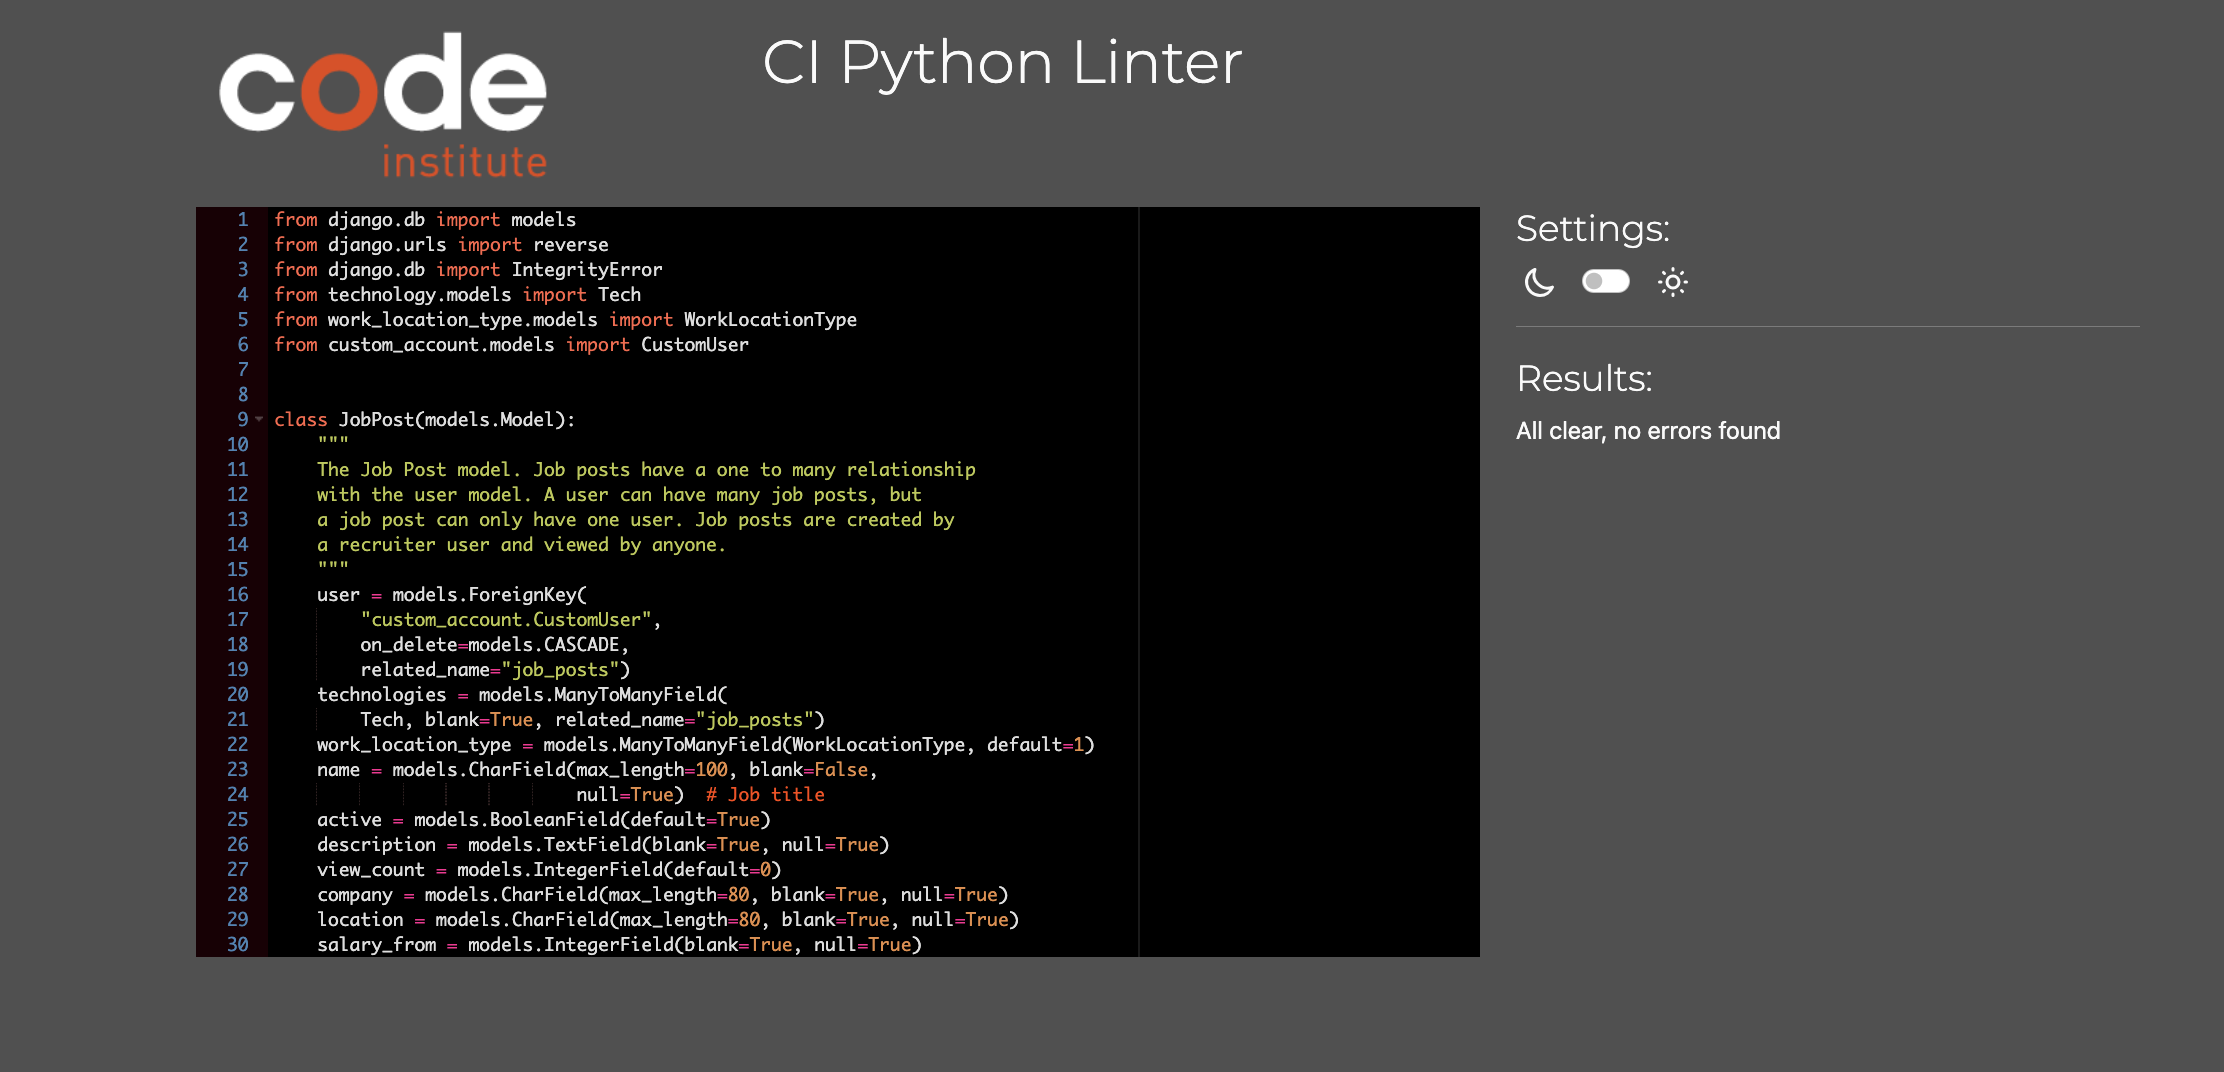 code
institute
CI Python Linter
1 from django.db import models
2 from django.urls import reverse
3 from django.db import IntegrityError
4 from technology.models import Tech
5 from work_location_type.models import WorkLocationType
6 from custom_account.models import CustomUser
7
8
9 class JobPost(models.Model):
10     """
11     The Job Post model. Job posts have a one to many relationship
12     with the user model. A user can have many job posts, but
13     a job post can only have one user. Job posts are created by
14     a recruiter user and viewed by anyone.
15     """
16     user = models.ForeignKey(
17         "custom_account.CustomUser",
18         on_delete=models.CASCADE,
19         related_name="job_posts")
20     technologies = models.ManyToManyField(
21         Tech, blank=True, related_name="job_posts")
22     work_location_type = models.ManyToManyField(WorkLocationType, default=1)
23     name = models.CharField(max_length=100, blank=False,
24                             null=True)  # Job title
25     active = models.BooleanField(default=True)
26     description = models.TextField(blank=True, null=True)
27     view_count = models.IntegerField(default=0)
28     company = models.CharField(max_length=80, blank=True, null=True)
29     location = models.CharField(max_length=80, blank=True, null=True)
30     salary_from = models.IntegerField(blank=True, null=True)
Settings:
Results:
All clear, no errors found